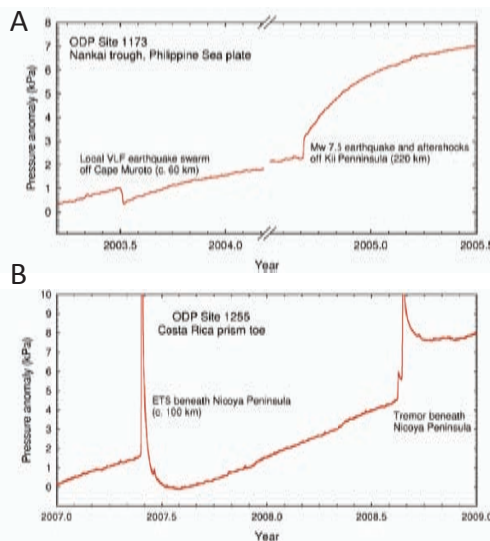 A
ODP Site 1173
Nankai trough, Philippine Sea plate
Local VLF earthquake swarm
off Cape Muroto (c. 60 km)
Mw 7.5 earthquake and aftershocks
off Kii Penninsula (220 km)
Pressure anomaly (kPa)
8
7
6
5
4
3
2
1
0
2003.5
2004.0
2005.0
2005.5
Year
B
ODP Site 1255
Costa Rica prism toe
ETS beneath Nicoya Peninsula
(c. 100 km)
Tremor beneath
Nicoya Peninsula
Pressure anomaly (kPa)
10
9
8
7
6
5
4
3
2
1
0
2007.0
2007.5
2008.0
2008.5
2009.0
Year